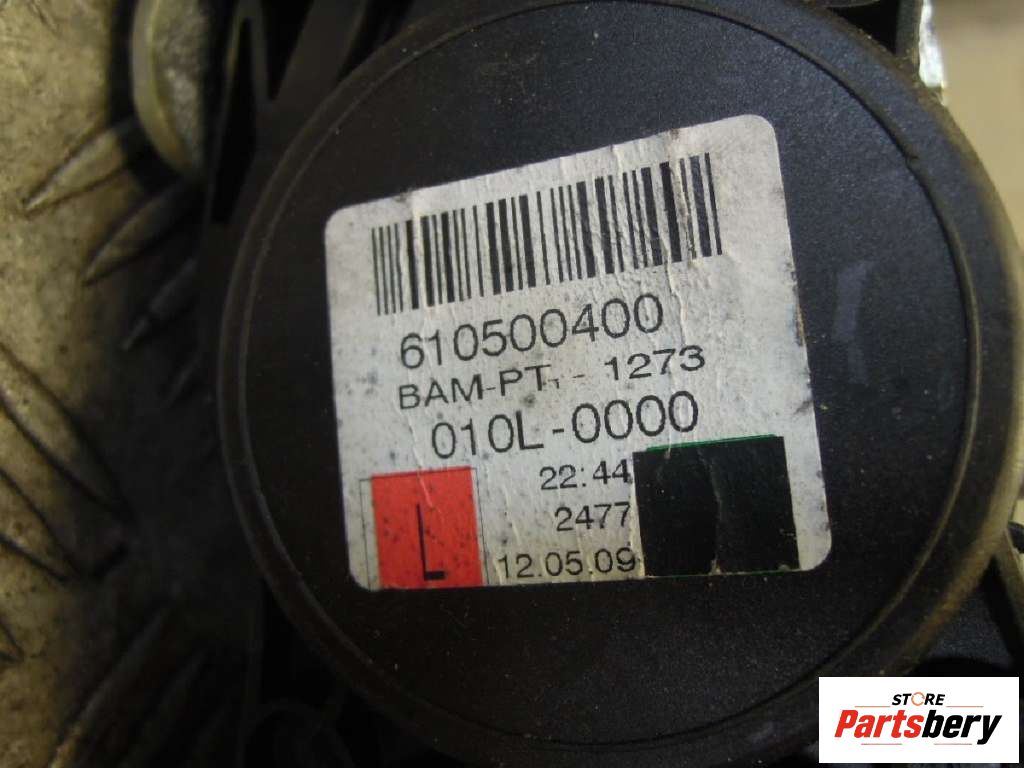 610500400
BAM-PT, - 1273
010L-0000
22:44
2477
L
12.05.09
STORE
Partsbery